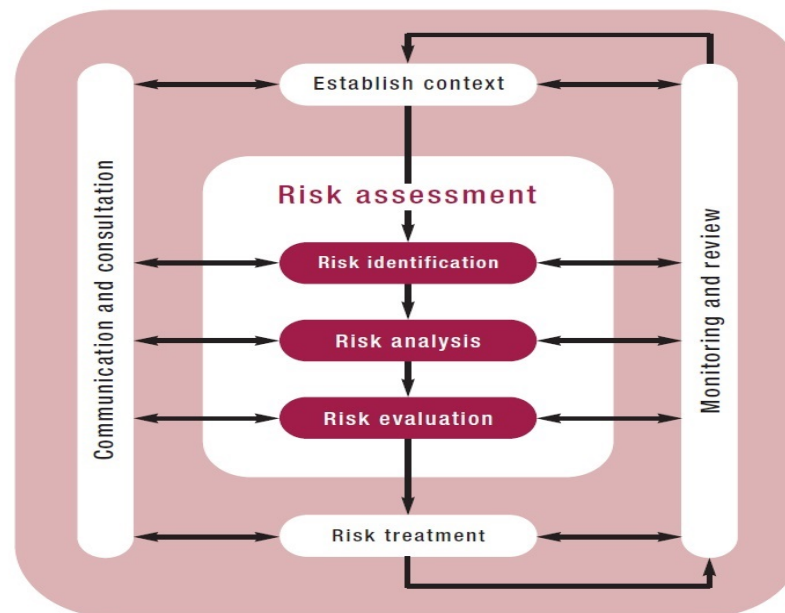 Establish context
Risk assessment
Risk identification
Risk analysis
Risk evaluation
Risk treatment
Communication and consultation
Monitoring and review